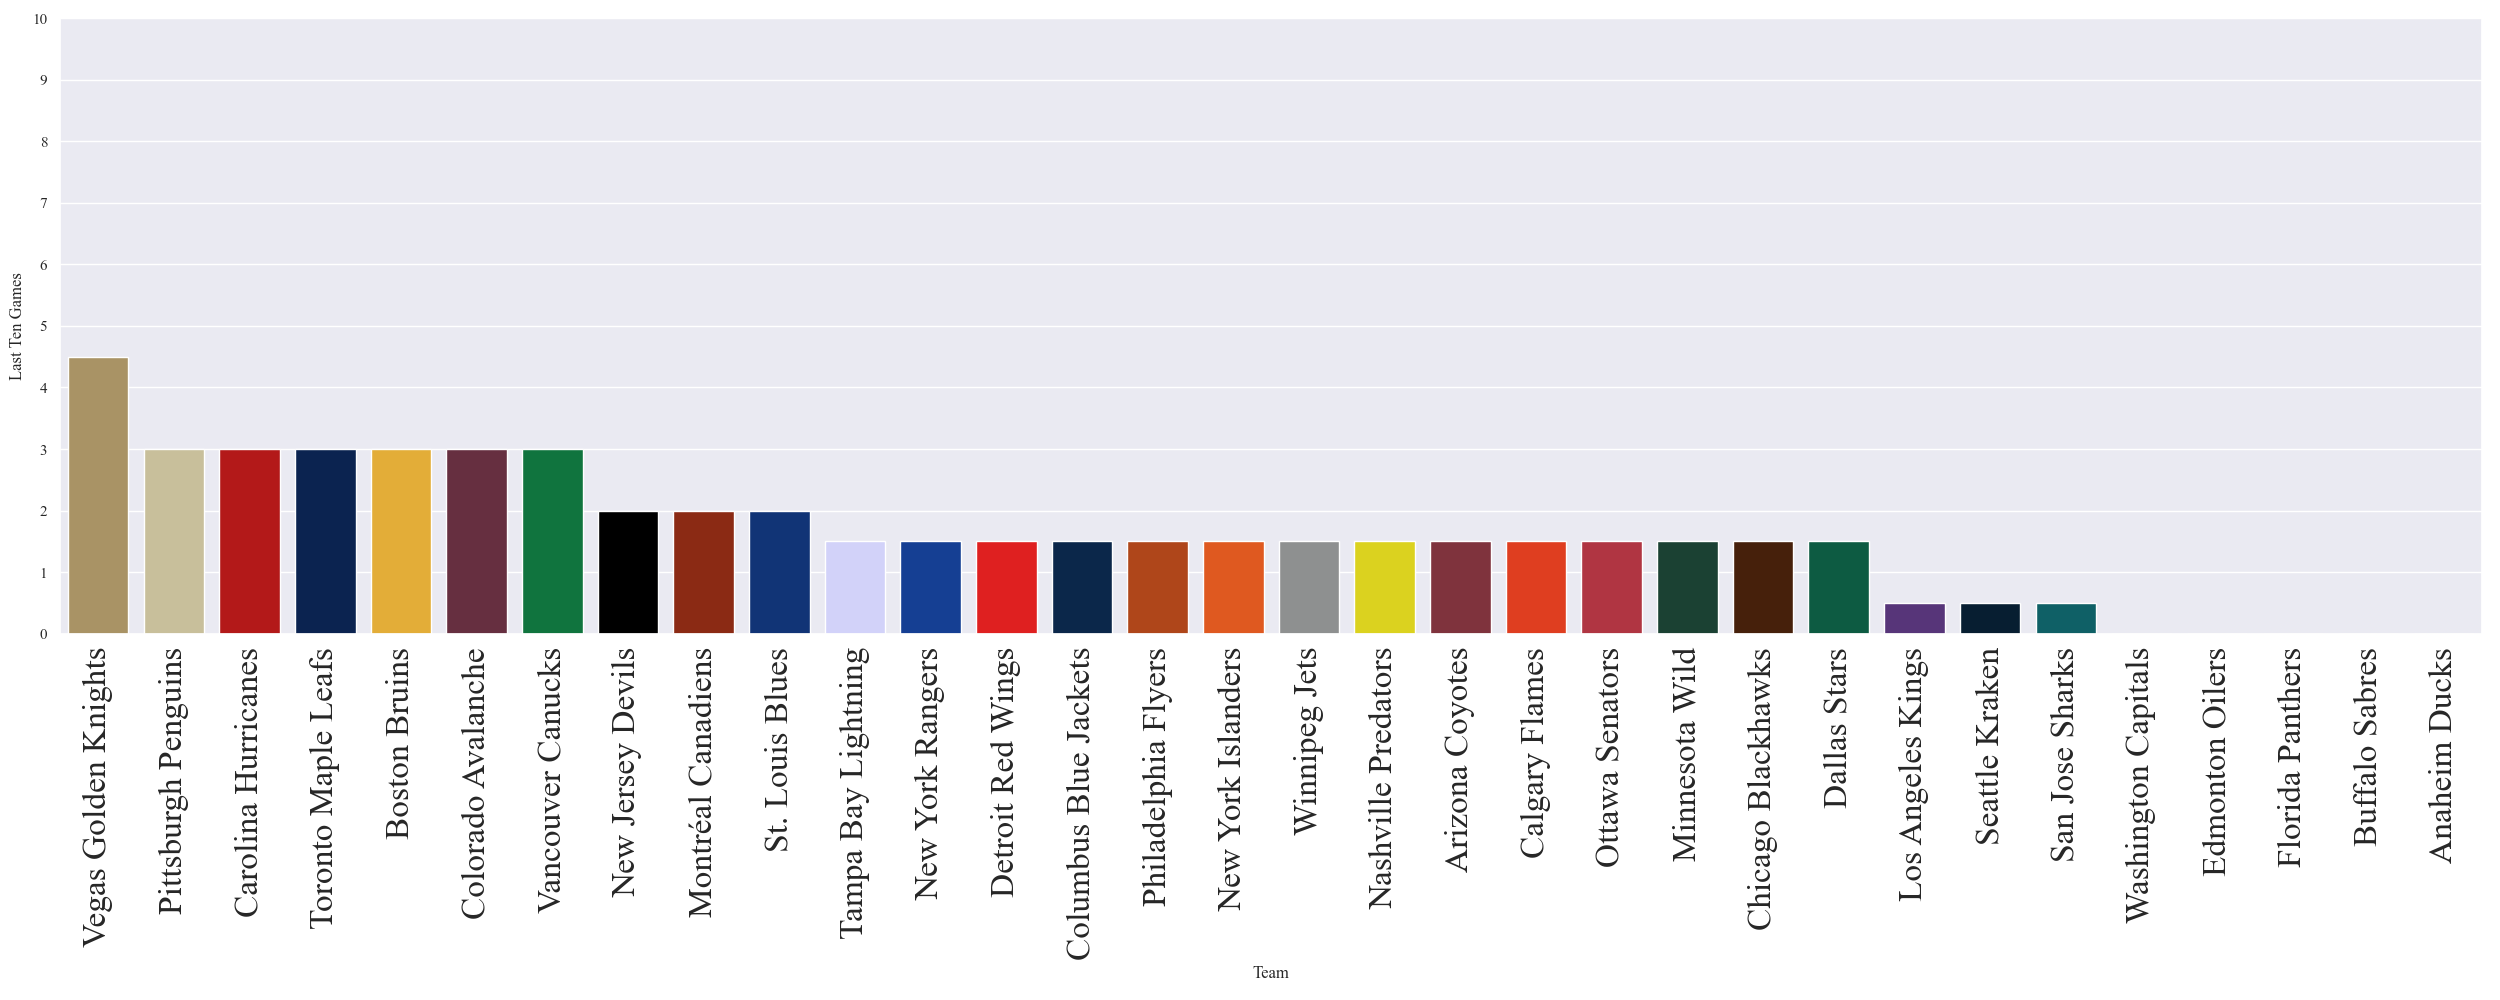 10
9
8
7
6
5
4
3
2
1
0
Last Ten Games
Vegas Golden Knights
Pittsburgh Penguins
Carolina Hurricanes
Toronto Maple Leafs
Boston Bruins
Colorado Avalanche
Vancouver Canucks
New Jersey Devils
Montréal Canadiens
St. Louis Blues
Tampa Bay Lightning
New York Rangers
Detroit Red Wings
Columbus Blue Jackets
Philadelphia Flyers
New York Islanders
Winnipeg Jets
Nashville Predators
Arizona Coyotes
Calgary Flames
Ottawa Senators
Minnesota Wild
Chicago Blackhawks
Dallas Stars
Los Angeles Kings
Seattle Kraken
San Jose Sharks
Washington Capitals
Edmonton Oilers
Florida Panthers
Buffalo Sabres
Anaheim Ducks
Team